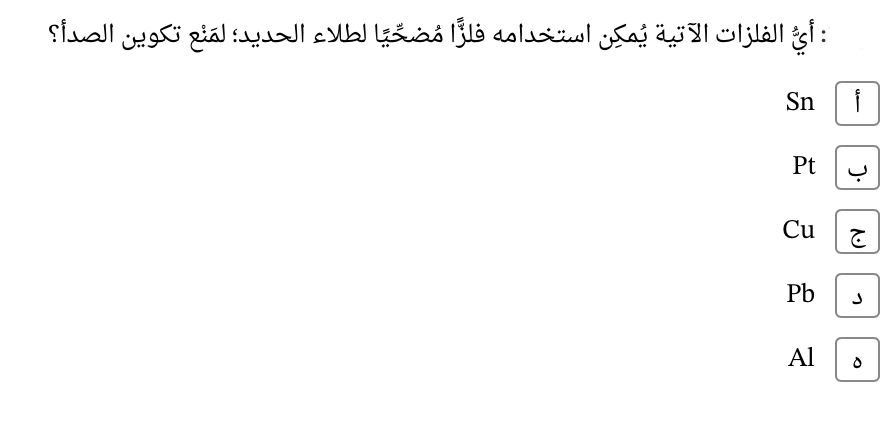 : أيُّ الفلزات الآتية يُمكِن استخدامه فلزًّا مُضحِّيًا لطلاء الحديد؛ لمَنْع تكوين الصدأ؟
أ Sn
ب Pt
ج Cu
د Pb
ه Al